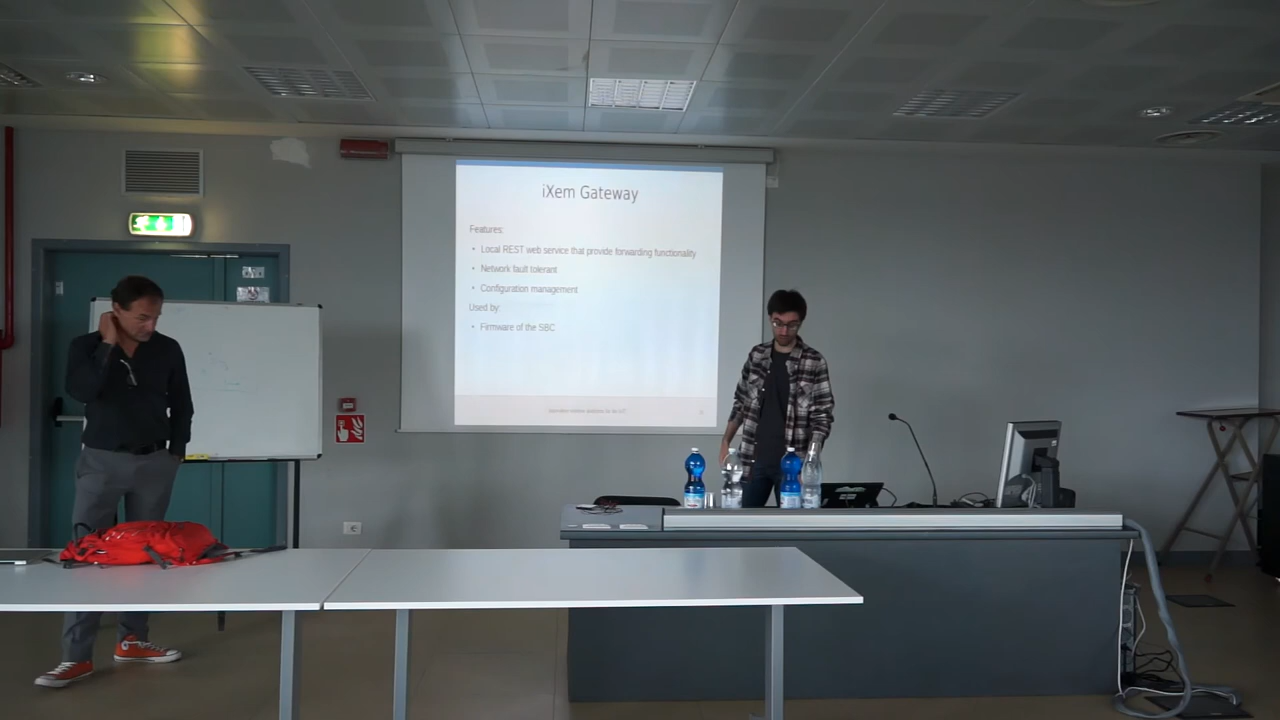 iXem Gateway
Features:
• Local REST web service that provide forwarding functionality
• Network fault tolerant
• Configuration management
Used by:
• Firmware of the SBC